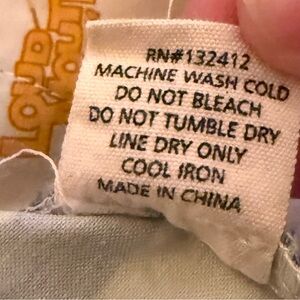 LOUD
RN#132412
MACHINE WASH COLD
DO NOT BLEACH
DO NOT TUMBLE DRY
LINE DRY ONLY
COOL IRON
MADE IN CHINA